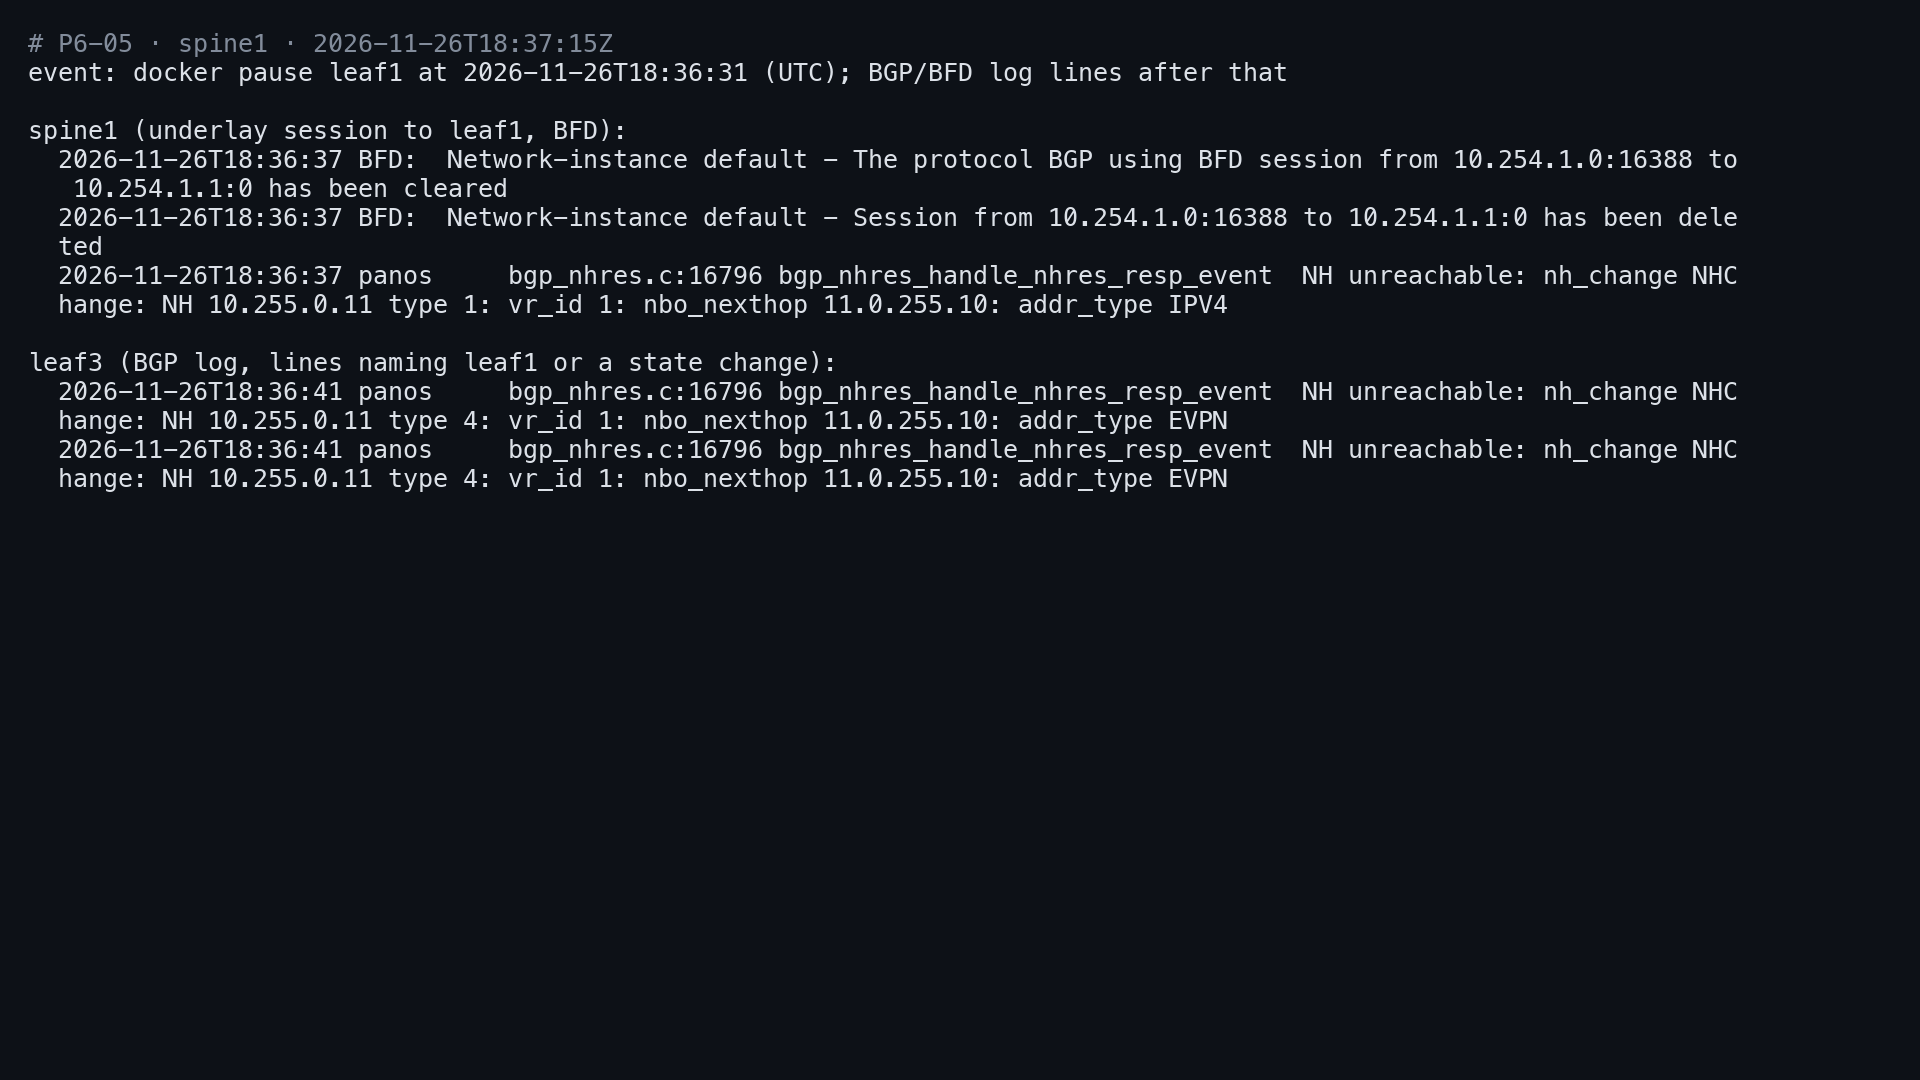 # P6-05 · spine1 · 2026-11-26T18:37:15Z
event: docker pause leaf1 at 2026-11-26T18:36:31 (UTC); BGP/BFD log lines after that

spine1 (underlay session to leaf1, BFD):
  2026-11-26T18:36:37 BFD:  Network-instance default - The protocol BGP using BFD session from 10.254.1.0:16388 to
   10.254.1.1:0 has been cleared
  2026-11-26T18:36:37 BFD:  Network-instance default - Session from 10.254.1.0:16388 to 10.254.1.1:0 has been dele
  ted
  2026-11-26T18:36:37 panos     bgp_nhres.c:16796 bgp_nhres_handle_nhres_resp_event  NH unreachable: nh_change NHC
  hange: NH 10.255.0.11 type 1: vr_id 1: nbo_nexthop 11.0.255.10: addr_type IPV4

leaf3 (BGP log, lines naming leaf1 or a state change):
  2026-11-26T18:36:41 panos     bgp_nhres.c:16796 bgp_nhres_handle_nhres_resp_event  NH unreachable: nh_change NHC
  hange: NH 10.255.0.11 type 4: vr_id 1: nbo_nexthop 11.0.255.10: addr_type EVPN
  2026-11-26T18:36:41 panos     bgp_nhres.c:16796 bgp_nhres_handle_nhres_resp_event  NH unreachable: nh_change NHC
  hange: NH 10.255.0.11 type 4: vr_id 1: nbo_nexthop 11.0.255.10: addr_type EVPN